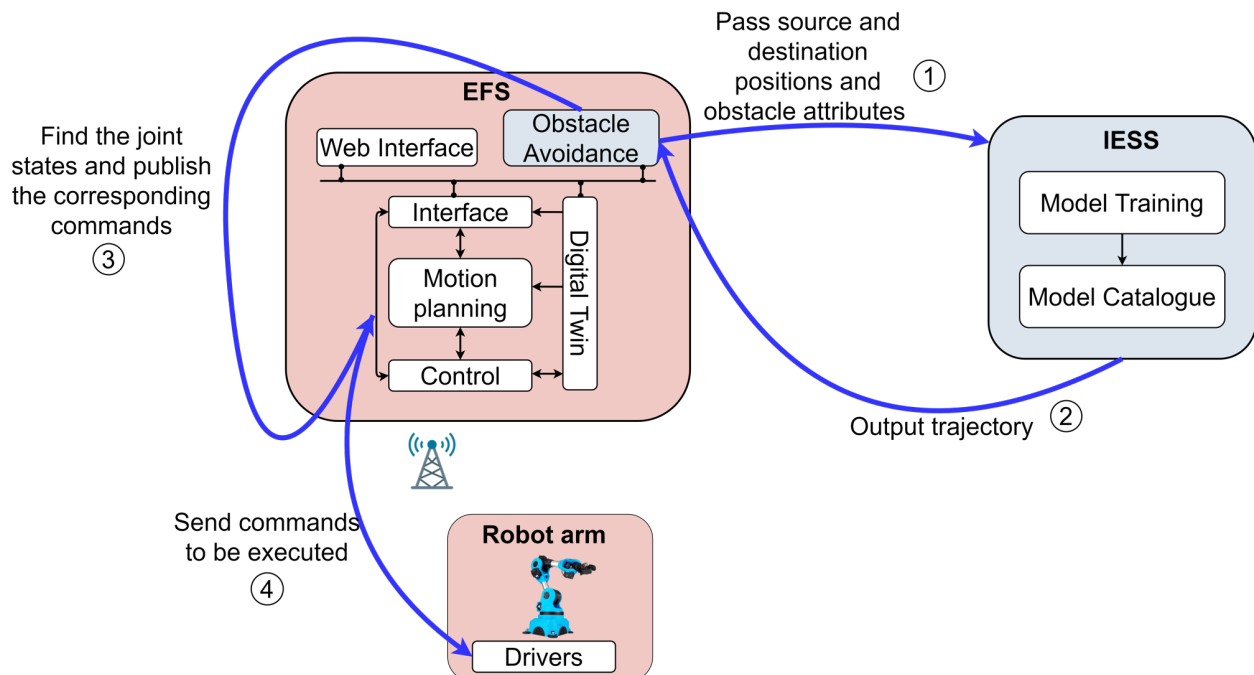 Pass source and
destination
positions and
obstacle attributes
1
EFS
Web Interface
Obstacle
Avoidance
Find the joint
states and publish
the corresponding
commands
3
Interface
Motion
planning
Control
Digital Twin
IESS
Model Training
Model Catalogue
Output trajectory
2
Send commands
to be executed
4
Robot arm
Drivers